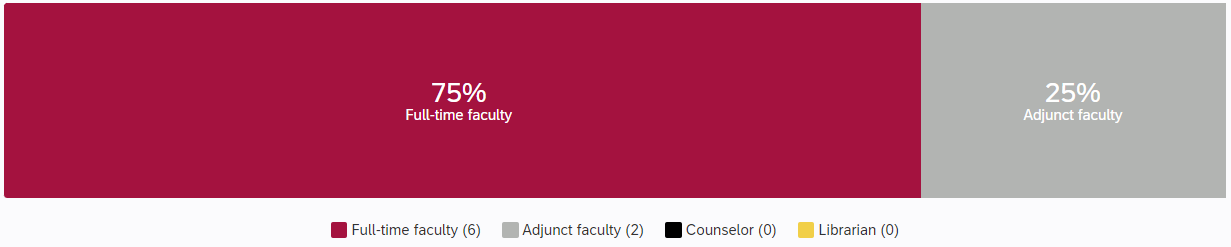 75%
Full-time faculty
25%
Adjunct faculty
Full-time faculty (6) Adjunct faculty (2) Counselor (0) Librarian (0)